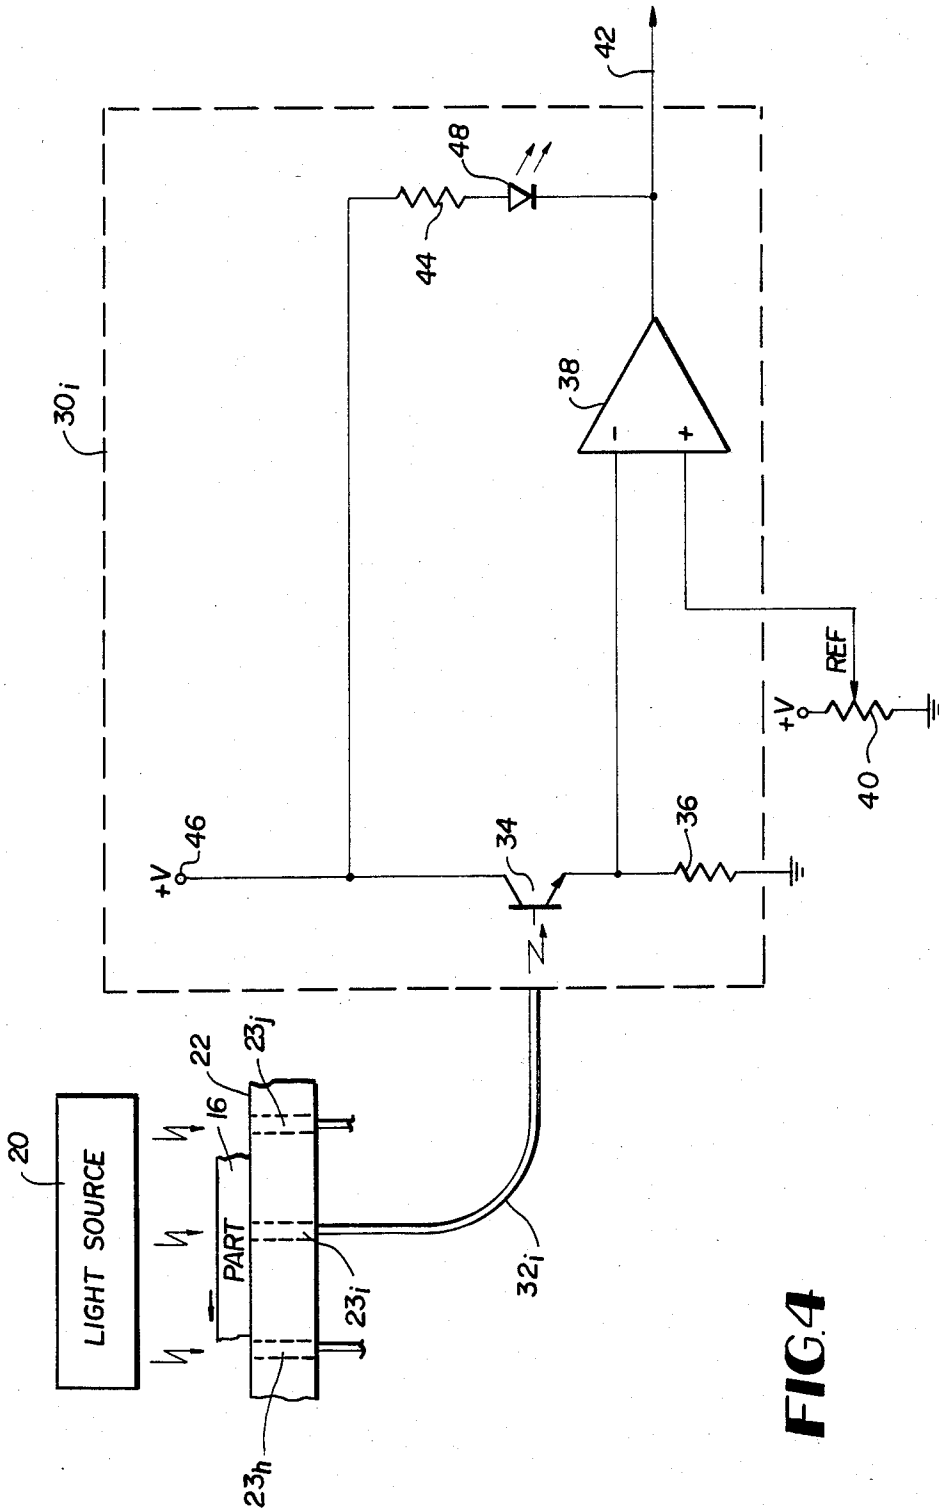 20
LIGHT SOURCE
22
16
23j
PART
23h
23i
32i
30i
+V
46
34
36
44
48
42
38
-
+
REF
+V
40
FIG.4